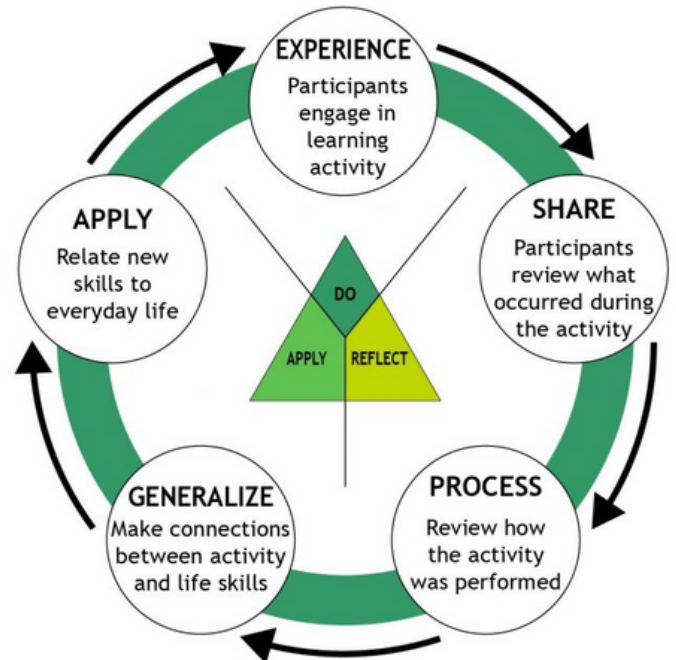 EXPERIENCE
Participants
engage in
learning
activity
SHARE
Participants
review what
occurred during
the activity
PROCESS
Review how
the activity
was performed
GENERALIZE
Make connections
between activity
and life skills
APPLY
Relate new
skills to
everyday life
DO
APPLY
REFLECT